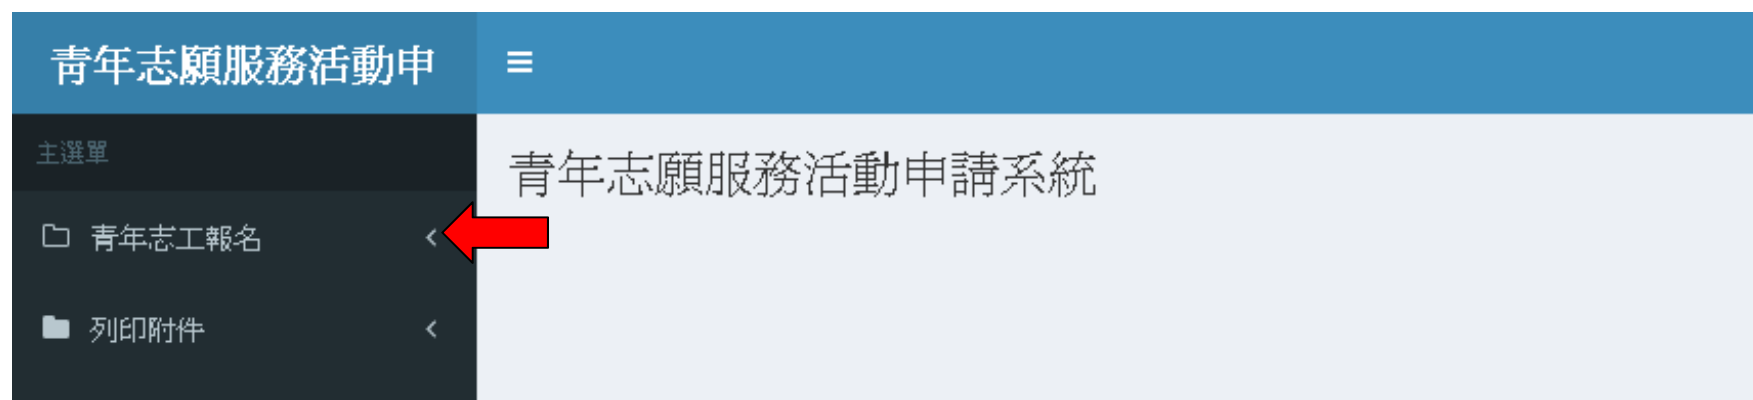 青年志願服務活動申
主選單
青年志願服務活動申請系統
青年志工報名
列印附件